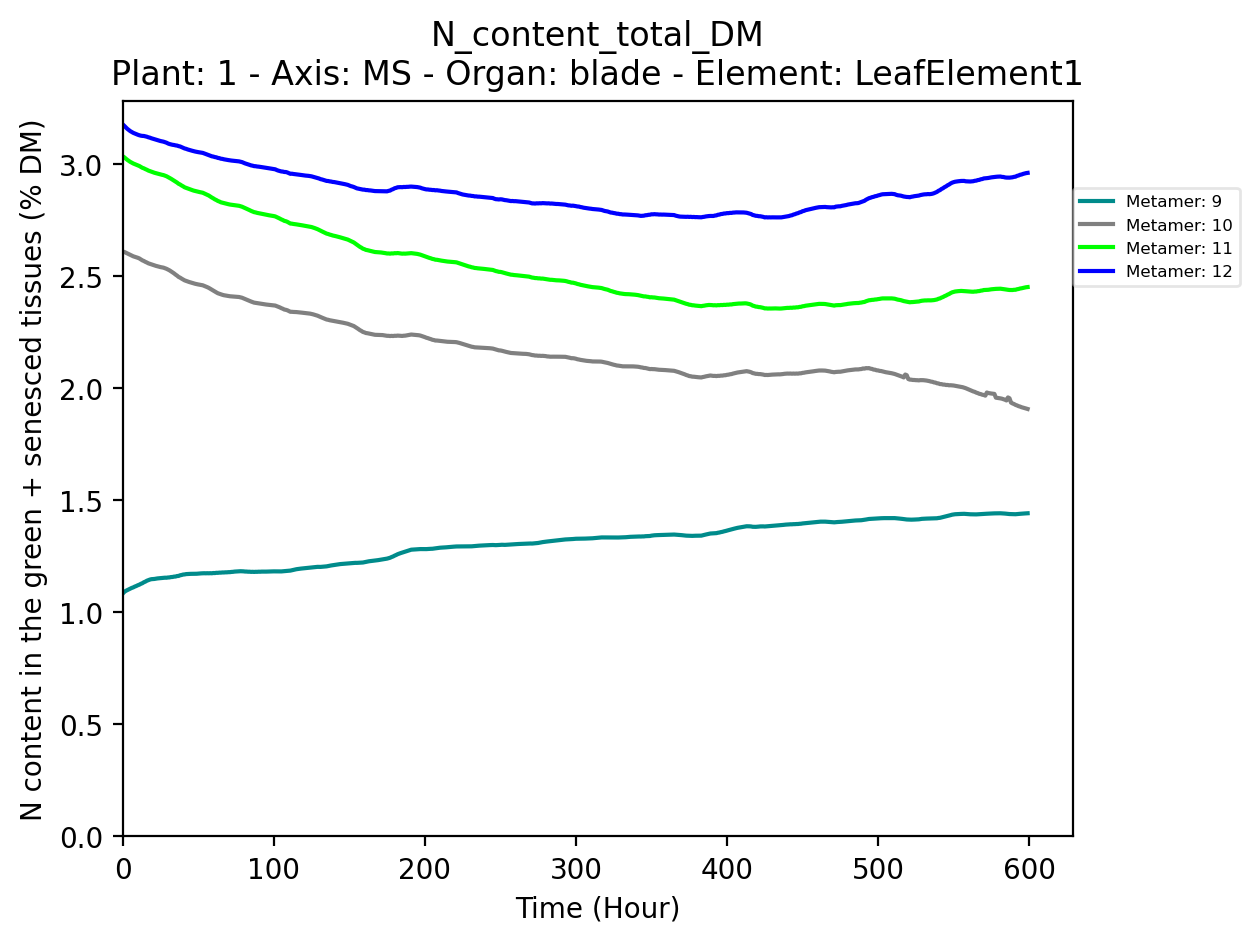 N_content_total_DM
Plant: 1 - Axis: MS - Organ: blade - Element: LeafElement1
N content in the green + senesced tissues (% DM)
3.0
2.5
2.0
1.5
1.0
0.5
0.0
0 100 200 300 400 500 600
Time (Hour)
Metamer: 9
Metamer: 10
Metamer: 11
Metamer: 12